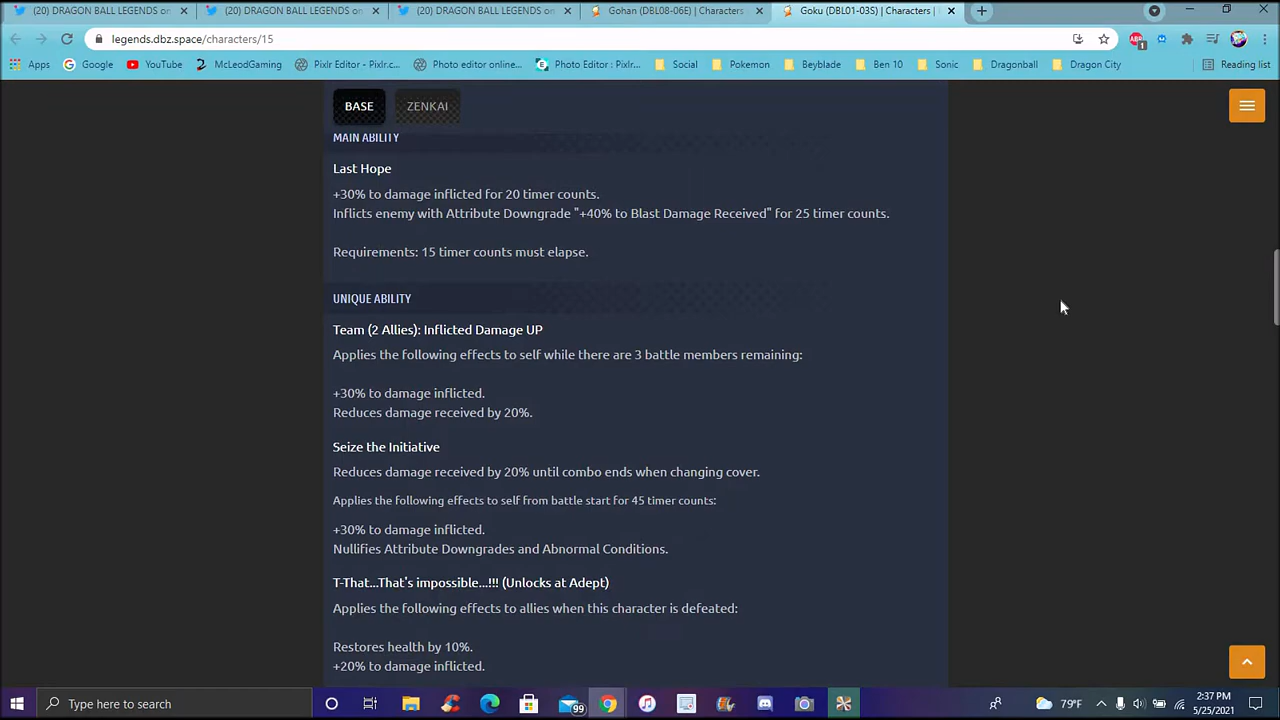 (20) DRAGON BALL LEGENDS on
(20) DRAGON BALL LEGENDS on
(20) DRAGON BALL LEGENDS on
Gohan (DBL08-06E) | Characters
Goku (DBL01-03S) | Characters |
legends.dbz.space/characters/15
Apps
Google
YouTube
McLeodGaming
Pixlr Editor - Pixlr.c...
Photo editor online...
Photo Editor : Pixlr...
Social
Pokemon
Beyblade
Ben 10
Sonic
Dragonball
Dragon City
Reading list
BASE
ZENKAI
MAIN ABILITY
Last Hope
+30% to damage inflicted for 20 timer counts.
Inflicts enemy with Attribute Downgrade "+40% to Blast Damage Received" for 25 timer counts.
Requirements: 15 timer counts must elapse.
UNIQUE ABILITY
Team (2 Allies): Inflicted Damage UP
Applies the following effects to self while there are 3 battle members remaining:
+30% to damage inflicted.
Reduces damage received by 20%.
Seize the Initiative
Reduces damage received by 20% until combo ends when changing cover.
Applies the following effects to self from battle start for 45 timer counts:
+30% to damage inflicted.
Nullifies Attribute Downgrades and Abnormal Conditions.
T-That...That's impossible...!!! (Unlocks at Adept)
Applies the following effects to allies when this character is defeated:
Restores health by 10%.
+20% to damage inflicted.
Type here to search
99
79°F
2:37 PM
5/25/2021